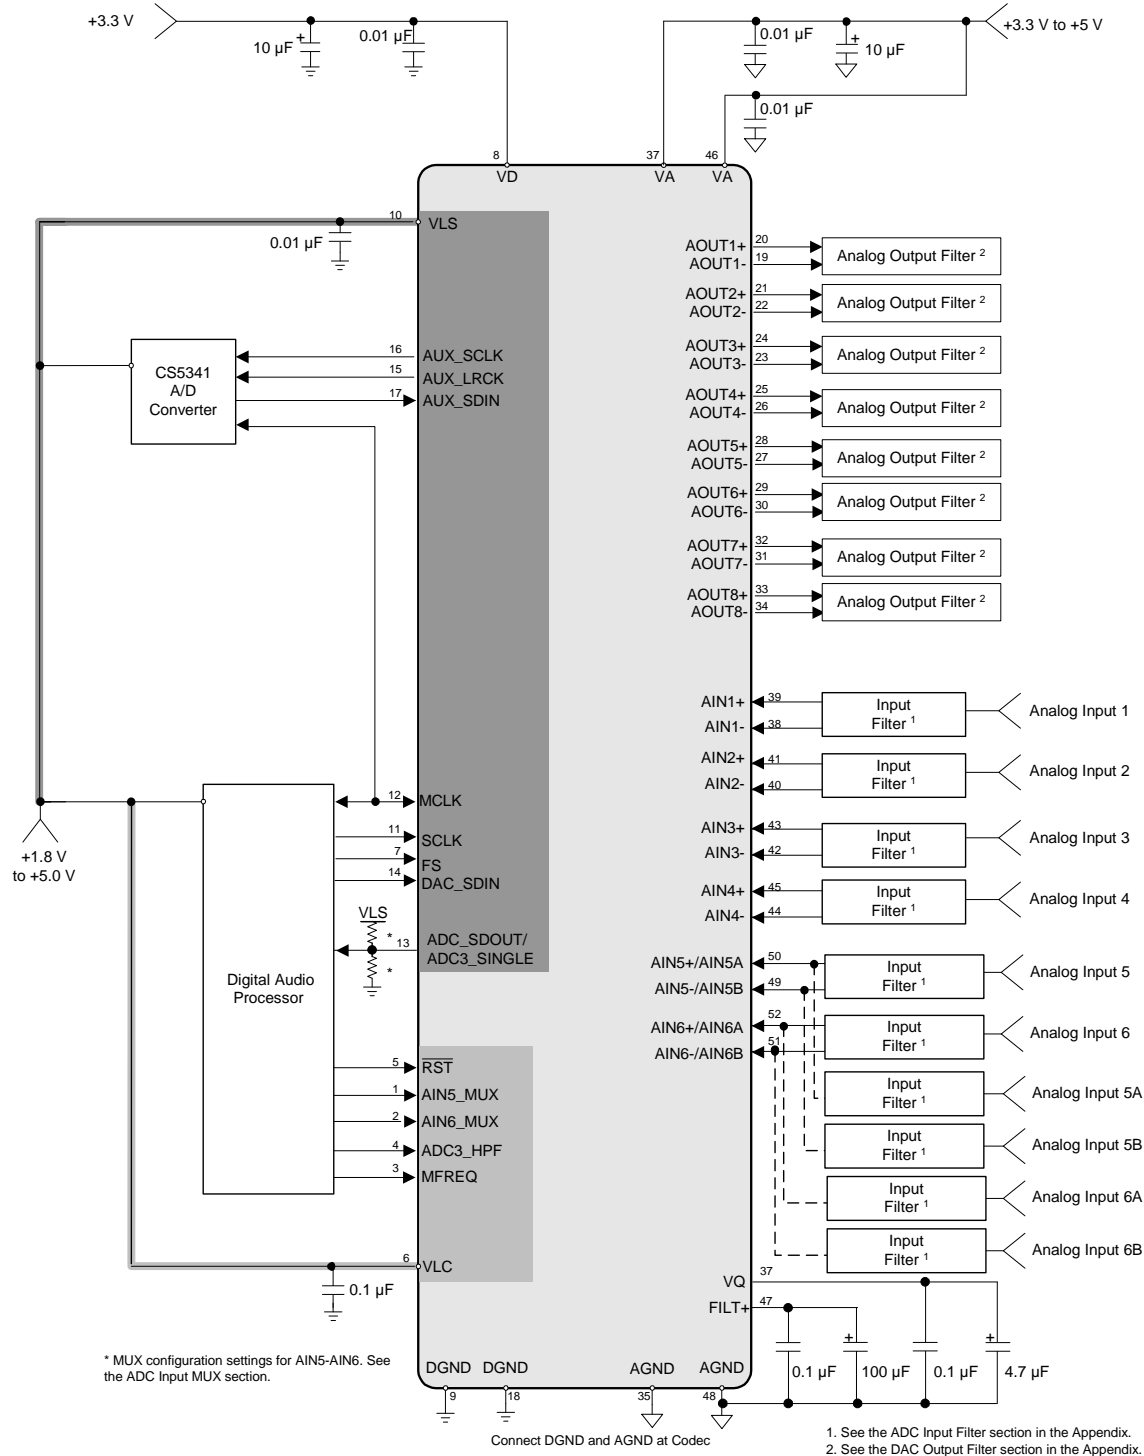 +3.3 V
10 µF
+
0.01 µF
0.01 µF
+
10 µF
+3.3 V to +5 V
0.01 µF
8
VD
37
VA
46
VA
10
VLS
0.01 µF
CS5341
A/D
Converter
16
AUX_SCLK
15
AUX_LRCK
17
AUX_SDIN
AOUT1+
20
AOUT1-
19
Analog Output Filter 2
AOUT2+
21
AOUT2-
22
Analog Output Filter 2
AOUT3+
24
AOUT3-
23
Analog Output Filter 2
AOUT4+
25
AOUT4-
26
Analog Output Filter 2
AOUT5+
28
AOUT5-
27
Analog Output Filter 2
AOUT6+
29
AOUT6-
30
Analog Output Filter 2
AOUT7+
32
AOUT7-
31
Analog Output Filter 2
AOUT8+
33
AOUT8-
34
Analog Output Filter 2
AIN1+
39
AIN1-
38
Input
Filter 1
Analog Input 1
AIN2+
41
AIN2-
40
Input
Filter 1
Analog Input 2
AIN3+
43
AIN3-
42
Input
Filter 1
Analog Input 3
AIN4+
45
AIN4-
44
Input
Filter 1
Analog Input 4
AIN5+/AIN5A
50
AIN5-/AIN5B
49
Input
Filter 1
Analog Input 5
AIN6+/AIN6A
52
AIN6-/AIN6B
51
Input
Filter 1
Analog Input 6
Input
Filter 1
Analog Input 5A
Input
Filter 1
Analog Input 5B
Input
Filter 1
Analog Input 6A
Input
Filter 1
Analog Input 6B
+1.8 V
to +5.0 V
Digital Audio
Processor
12
MCLK
11
SCLK
7
FS
14
DAC_SDIN
VLS
*
*
13
ADC_SDOUT/
ADC3_SINGLE
5
RST
1
AIN5_MUX
2
AIN6_MUX
4
ADC3_HPF
3
MFREQ
6
VLC
0.1 µF
VQ
37
FILT+
47
0.1 µF
+
100 µF
0.1 µF
+
4.7 µF
* MUX configuration settings for AIN5-AIN6. See
the ADC Input MUX section.
DGND
9
DGND
18
AGND
35
AGND
48
Connect DGND and AGND at Codec
1. See the ADC Input Filter section in the Appendix.
2. See the DAC Output Filter section in the Appendix.